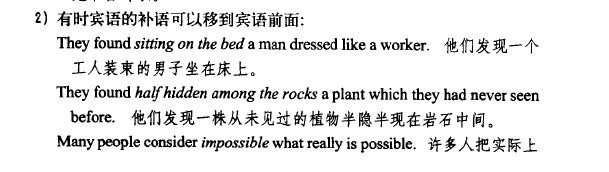 2）有时宾语的补语可以移到宾语前面:
They found sitting on the bed a man dressed like a worker. 他们发现一个
工人装束的男子坐在床上。
They found half hidden among the rocks a plant which they had never seen
before. 他们发现一株从未见过的植物半隐半现在岩石中间。
Many people consider impossible what really is possible. 许多人把实际上